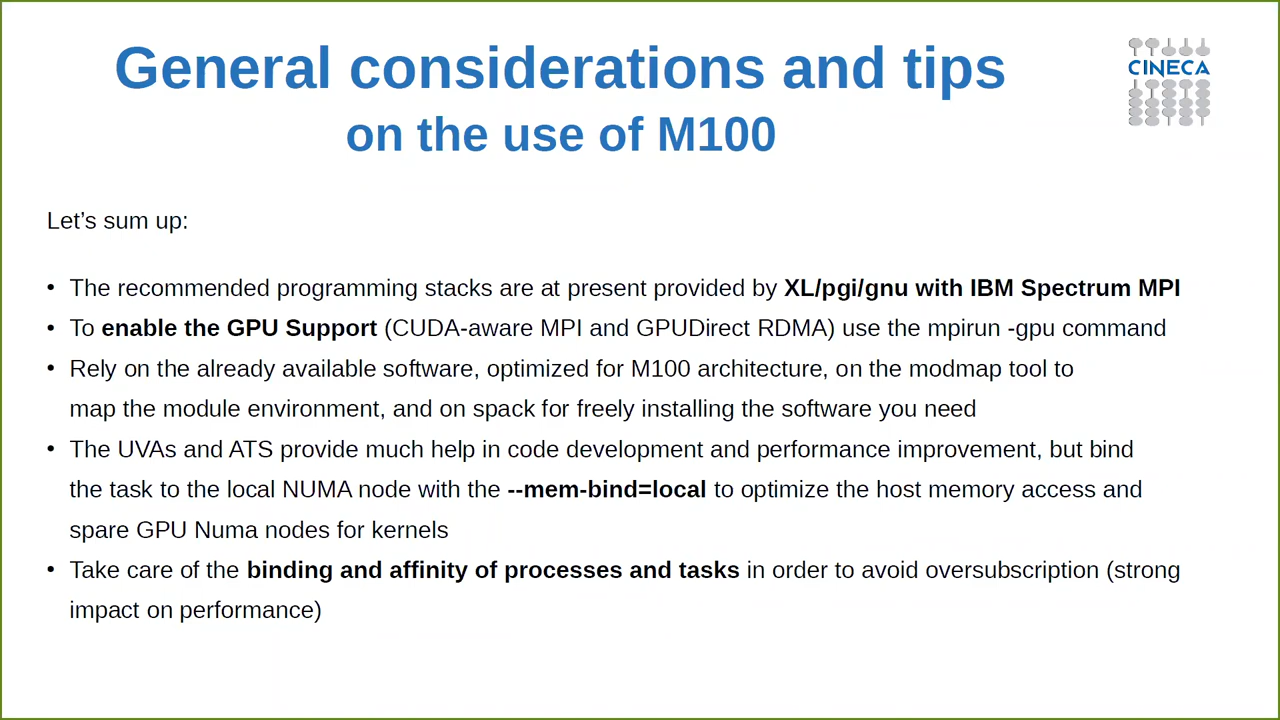 General considerations and tips
on the use of M100
CINECA
Let’s sum up:
• The recommended programming stacks are at present provided by XL/pgi/gnu with IBM Spectrum MPI
• To enable the GPU Support (CUDA-aware MPI and GPUDirect RDMA) use the mpirun -gpu command
• Rely on the already available software, optimized for M100 architecture, on the modmap tool to
map the module environment, and on spack for freely installing the software you need
• The UVAs and ATS provide much help in code development and performance improvement, but bind
the task to the local NUMA node with the --mem-bind=local to optimize the host memory access and
spare GPU Numa nodes for kernels
• Take care of the binding and affinity of processes and tasks in order to avoid oversubscription (strong
impact on performance)